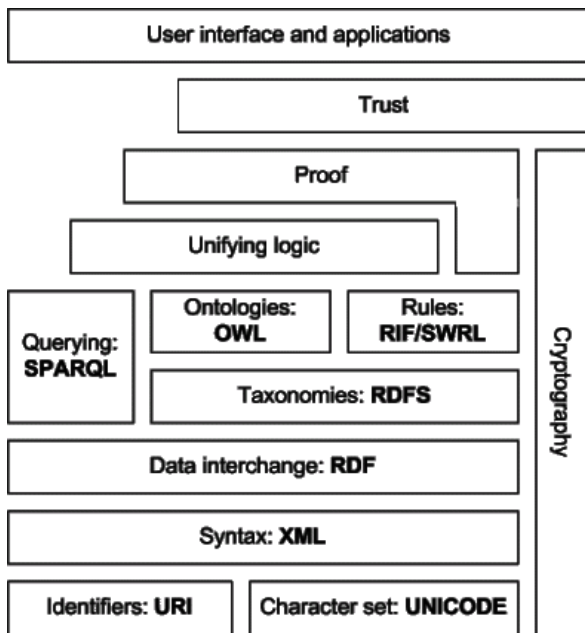 User interface and applications
Trust
Proof
Unifying logic
Ontologies:
OWL
Rules:
RIF/SWRL
Querying:
SPARQL
Taxonomies: RDFS
Cryptography
Data interchange: RDF
Syntax: XML
Identifiers: URI
Character set: UNICODE